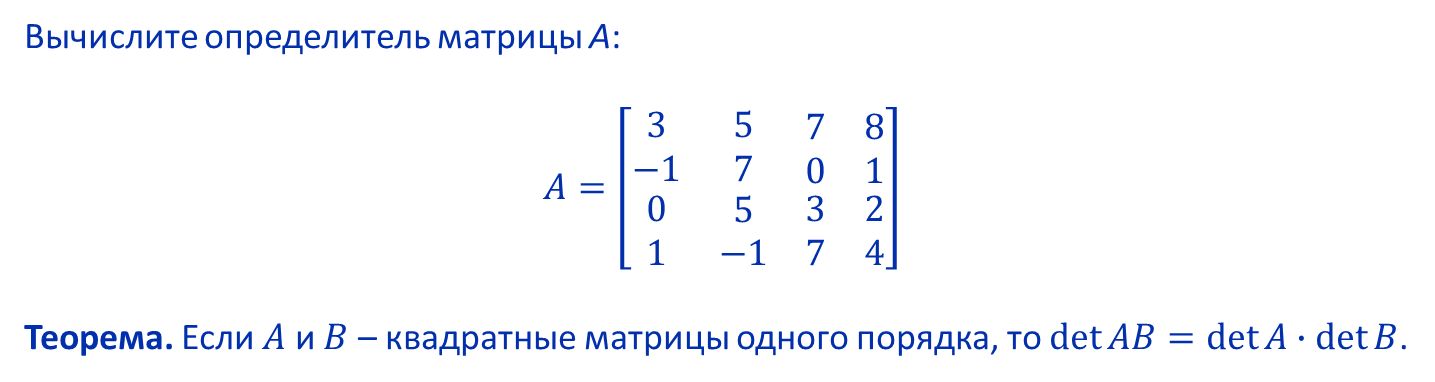 Вычислите определитель матрицы A:
3 5 7 8
−1 7 0 1
A =
0 5 3 2
1 −1 7 4
Теорема. Если A и B – квадратные матрицы одного порядка, то det AB = det A · det B.